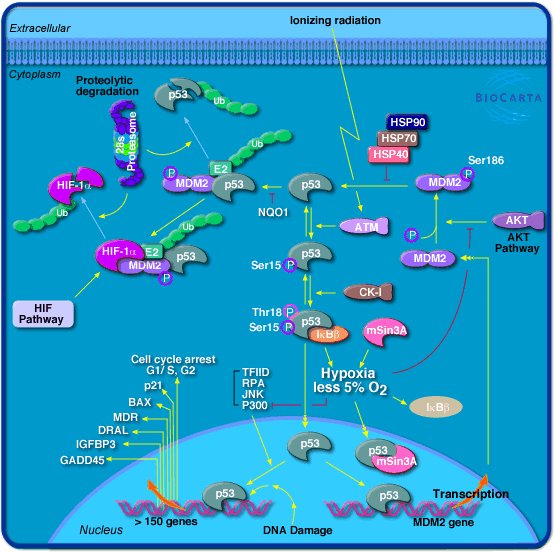 Ionizing radiation
Extracellular
Cytoplasm
BIOCARTA
Proteolytic
degradation
p53
Ub
28s
Proteosome
HSP90
HSP70
HSP40
Ub
E2
P
MDM2
p53
p53
MDM2
P
Ser186
HIF-1α
Ub
NQO1
ATM
AKT
AKT
Pathway
P
MDM2
Ub
HIF-1α
E2
MDM2
p53
P
p53
Ser15
P
CK-I
HIF
Pathway
Thr18
P
Ser15
P
p53
IκBβ
mSin3A
Cell cycle arrest
G1/ S, G2
p21
BAX
MDR
DRAL
IGFBP3
GADD45
TFIID
RPA
JNK
P300
Hypoxia
less 5% O2
IκBβ
p53
p53
mSin3A
p53
p53
Transcription
> 150 genes
MDM2 gene
Nucleus
DNA Damage